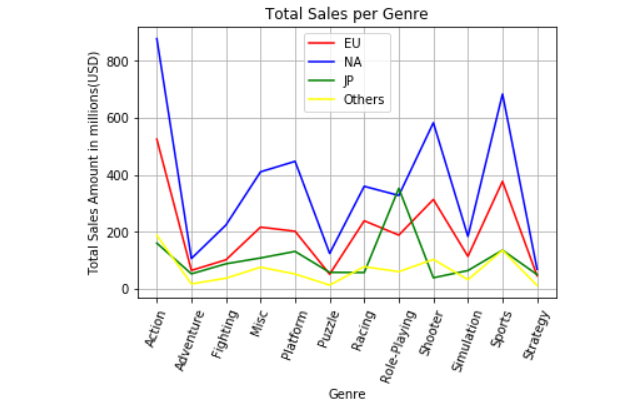 Total Sales per Genre
EU
NA
JP
Others
Total Sales Amount in millions(USD)
800
600
400
200
0
Action
Adventure
Fighting
Misc
Platform
Puzzle
Racing
Role-Playing
Shooter
Simulation
Sports
Strategy
Genre